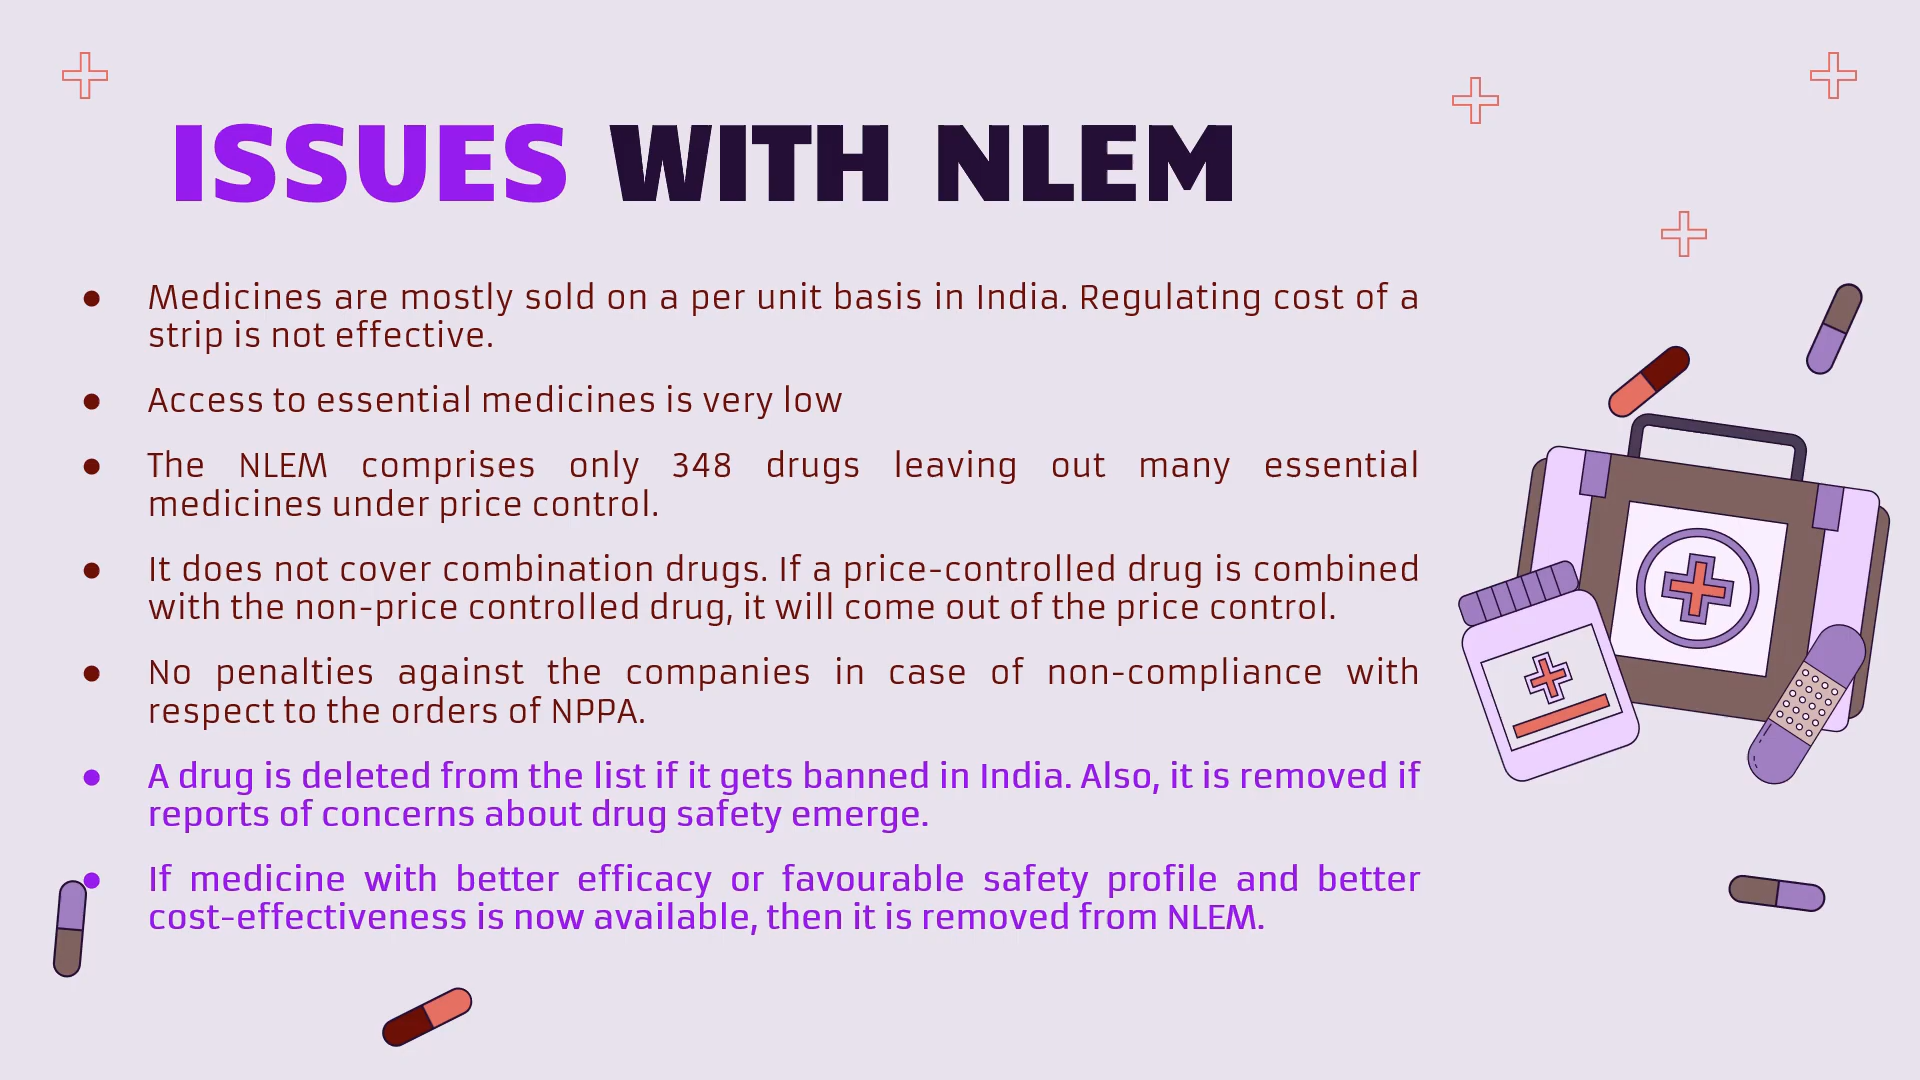 ISSUES WITH NLEM
● Medicines are mostly sold on a per unit basis in India. Regulating cost of a
strip is not effective.
● Access to essential medicines is very low
● The NLEM comprises only 348 drugs leaving out many essential
medicines under price control.
● It does not cover combination drugs. If a price-controlled drug is combined
with the non-price controlled drug, it will come out of the price control.
● No penalties against the companies in case of non-compliance with
respect to the orders of NPPA.
● A drug is deleted from the list if it gets banned in India. Also, it is removed if
reports of concerns about drug safety emerge.
● If medicine with better efficacy or favourable safety profile and better
cost-effectiveness is now available, then it is removed from NLEM.